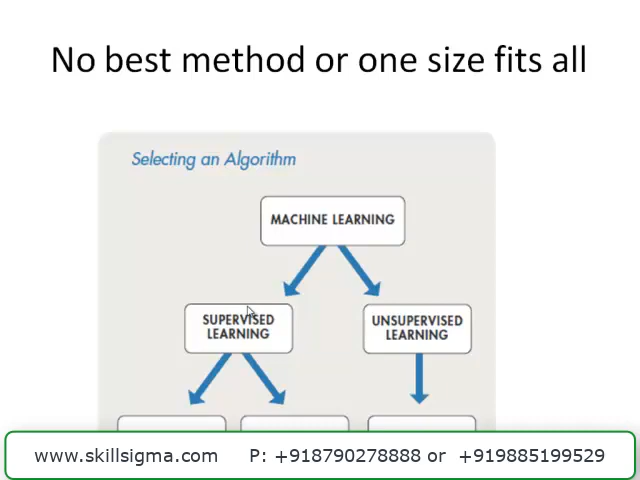 No best method or one size fits all
Selecting an Algorithm
MACHINE LEARNING
SUPERVISED
LEARNING
UNSUPERVISED
LEARNING
www.skillsigma.com P: +918790278888 or +919885199529